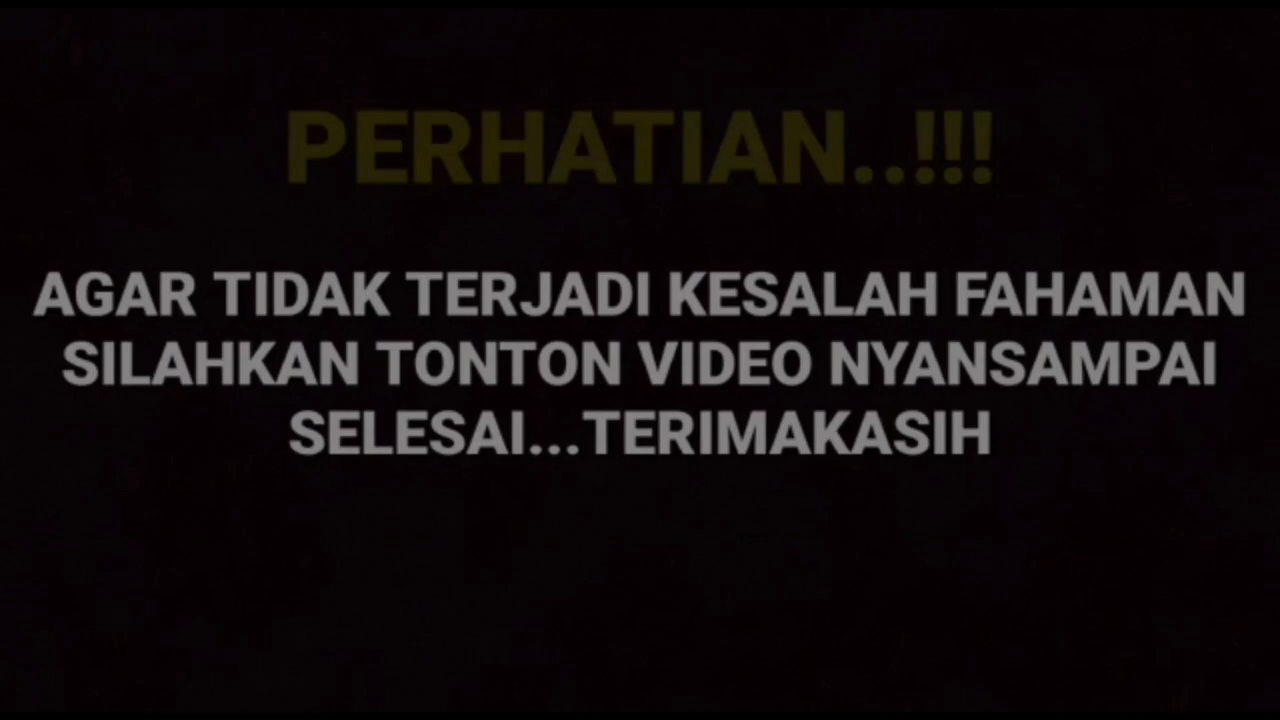 PERHATIAN..!!!
AGAR TIDAK TERJADI KESALAH FAHAMAN
SILAHKAN TONTON VIDEO NYANSAMPAI
SELESAI...TERIMAKASIH